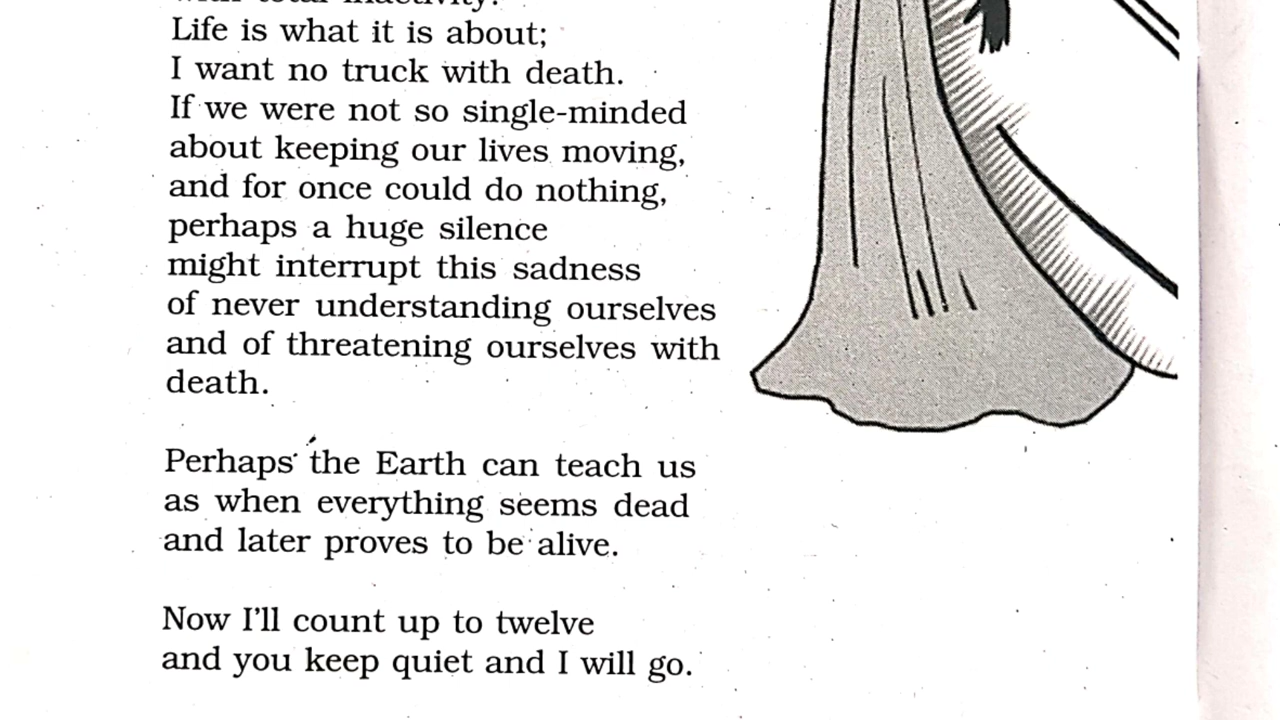 with total inactivity.
Life is what it is about;
I want no truck with death.
If we were not so single-minded
about keeping our lives moving,
and for once could do nothing,
perhaps a huge silence
might interrupt this sadness
of never understanding ourselves
and of threatening ourselves with
death.
Perhaps the Earth can teach us
as when everything seems dead
and later proves to be alive.
Now I'll count up to twelve
and you keep quiet and I will go.